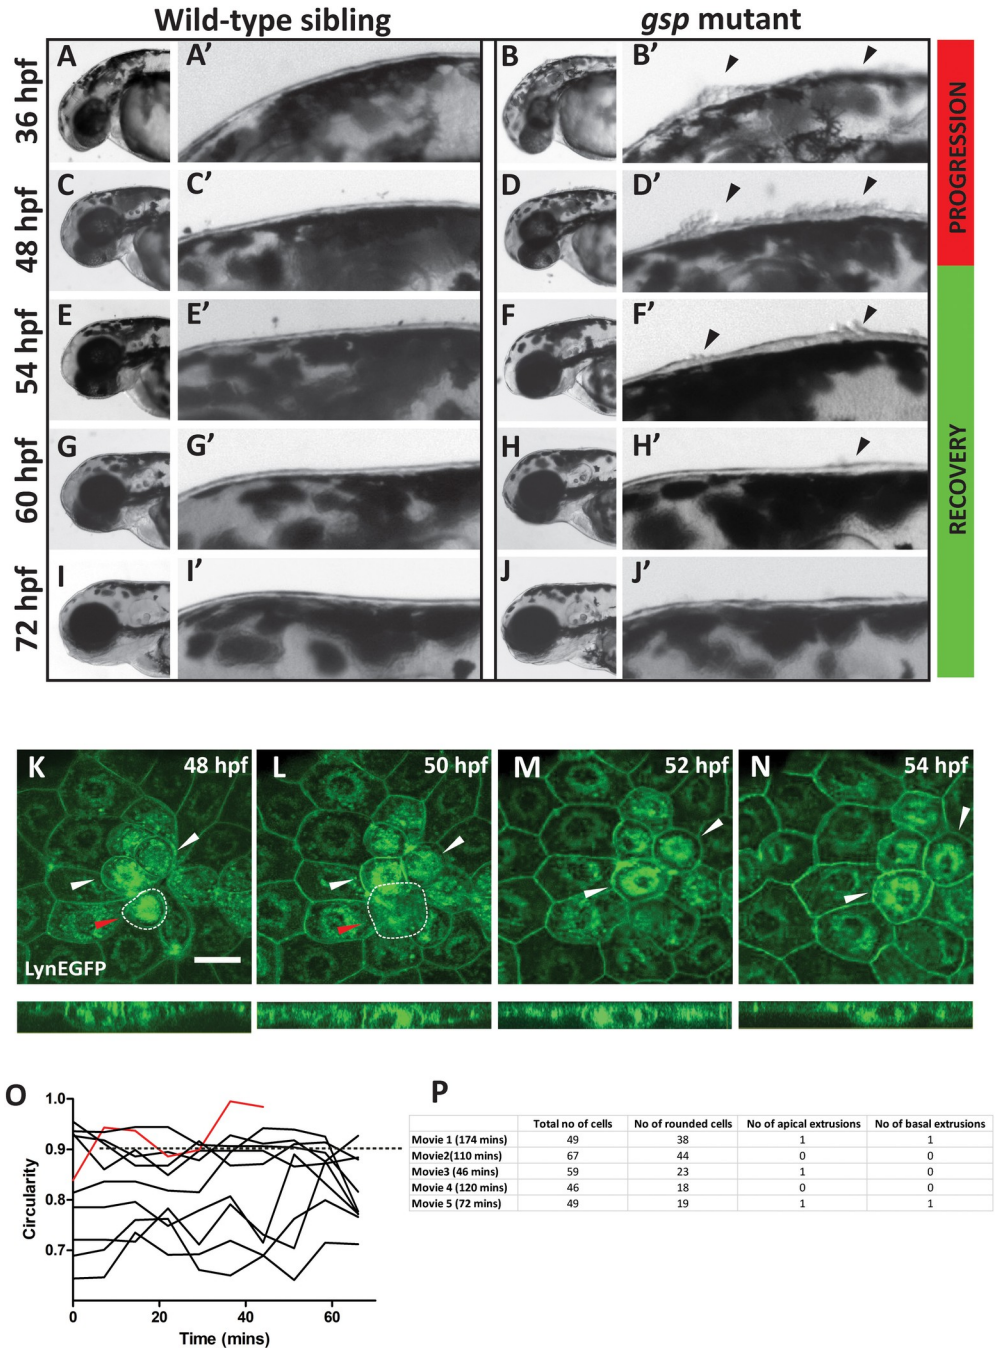 Wild-type sibling
gsp mutant
36 hpf
A
A’
B
B’
PROGRESSION
48 hpf
C
C’
D
D’
54 hpf
E
E’
F
F’
RECOVERY
60 hpf
G
G’
H
H’
72 hpf
I
I’
J
J’
K 48 hpf
LynEGFP
L 50 hpf
M 52 hpf
N 54 hpf
O
1.0
0.9
0.8
0.7
Circularity
0 20 40 60
Time (mins)
P
Total no of cells No of rounded cells No of apical extrusions No of basal extrusions
Movie 1 (174 mins) 49 38 1 1
Movie2(110 mins) 67 44 0 0
Movie3 (46 mins) 59 23 1 0
Movie 4 (120 mins) 46 18 0 0
Movie 5 (72 mins) 49 19 1 1